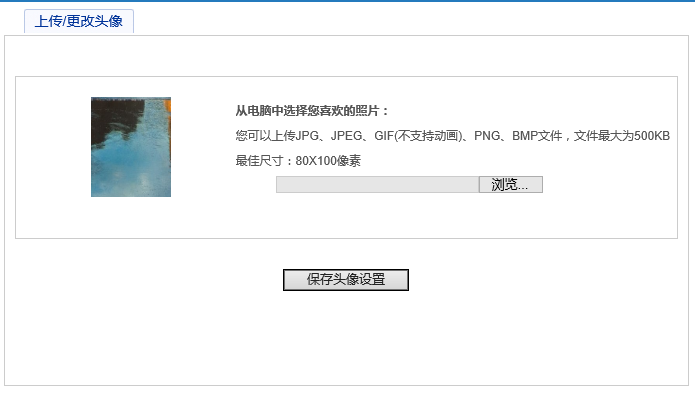 上传/更改头像
从电脑中选择您喜欢的照片：
您可以上传JPG、JPEG、GIF(不支持动画)、PNG、BMP文件，文件最大为500KB
最佳尺寸：80X100像素
浏览...
保存头像设置